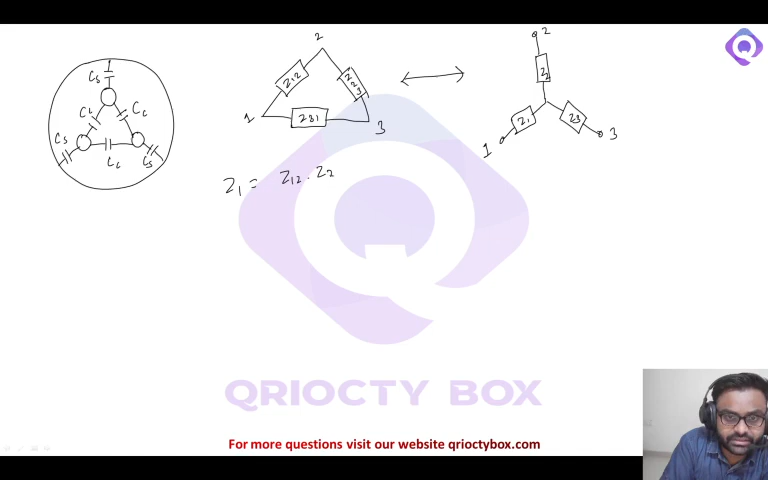 Cs
Cc
Cc
Cs
Cc
Cs
2
Z12
Z23
1
Z31
3
2
Z2
Z1
Z3
1
3
Z1 = Z12 . Z2
QRIOCTY BOX
For more questions visit our website qrioctybox.com